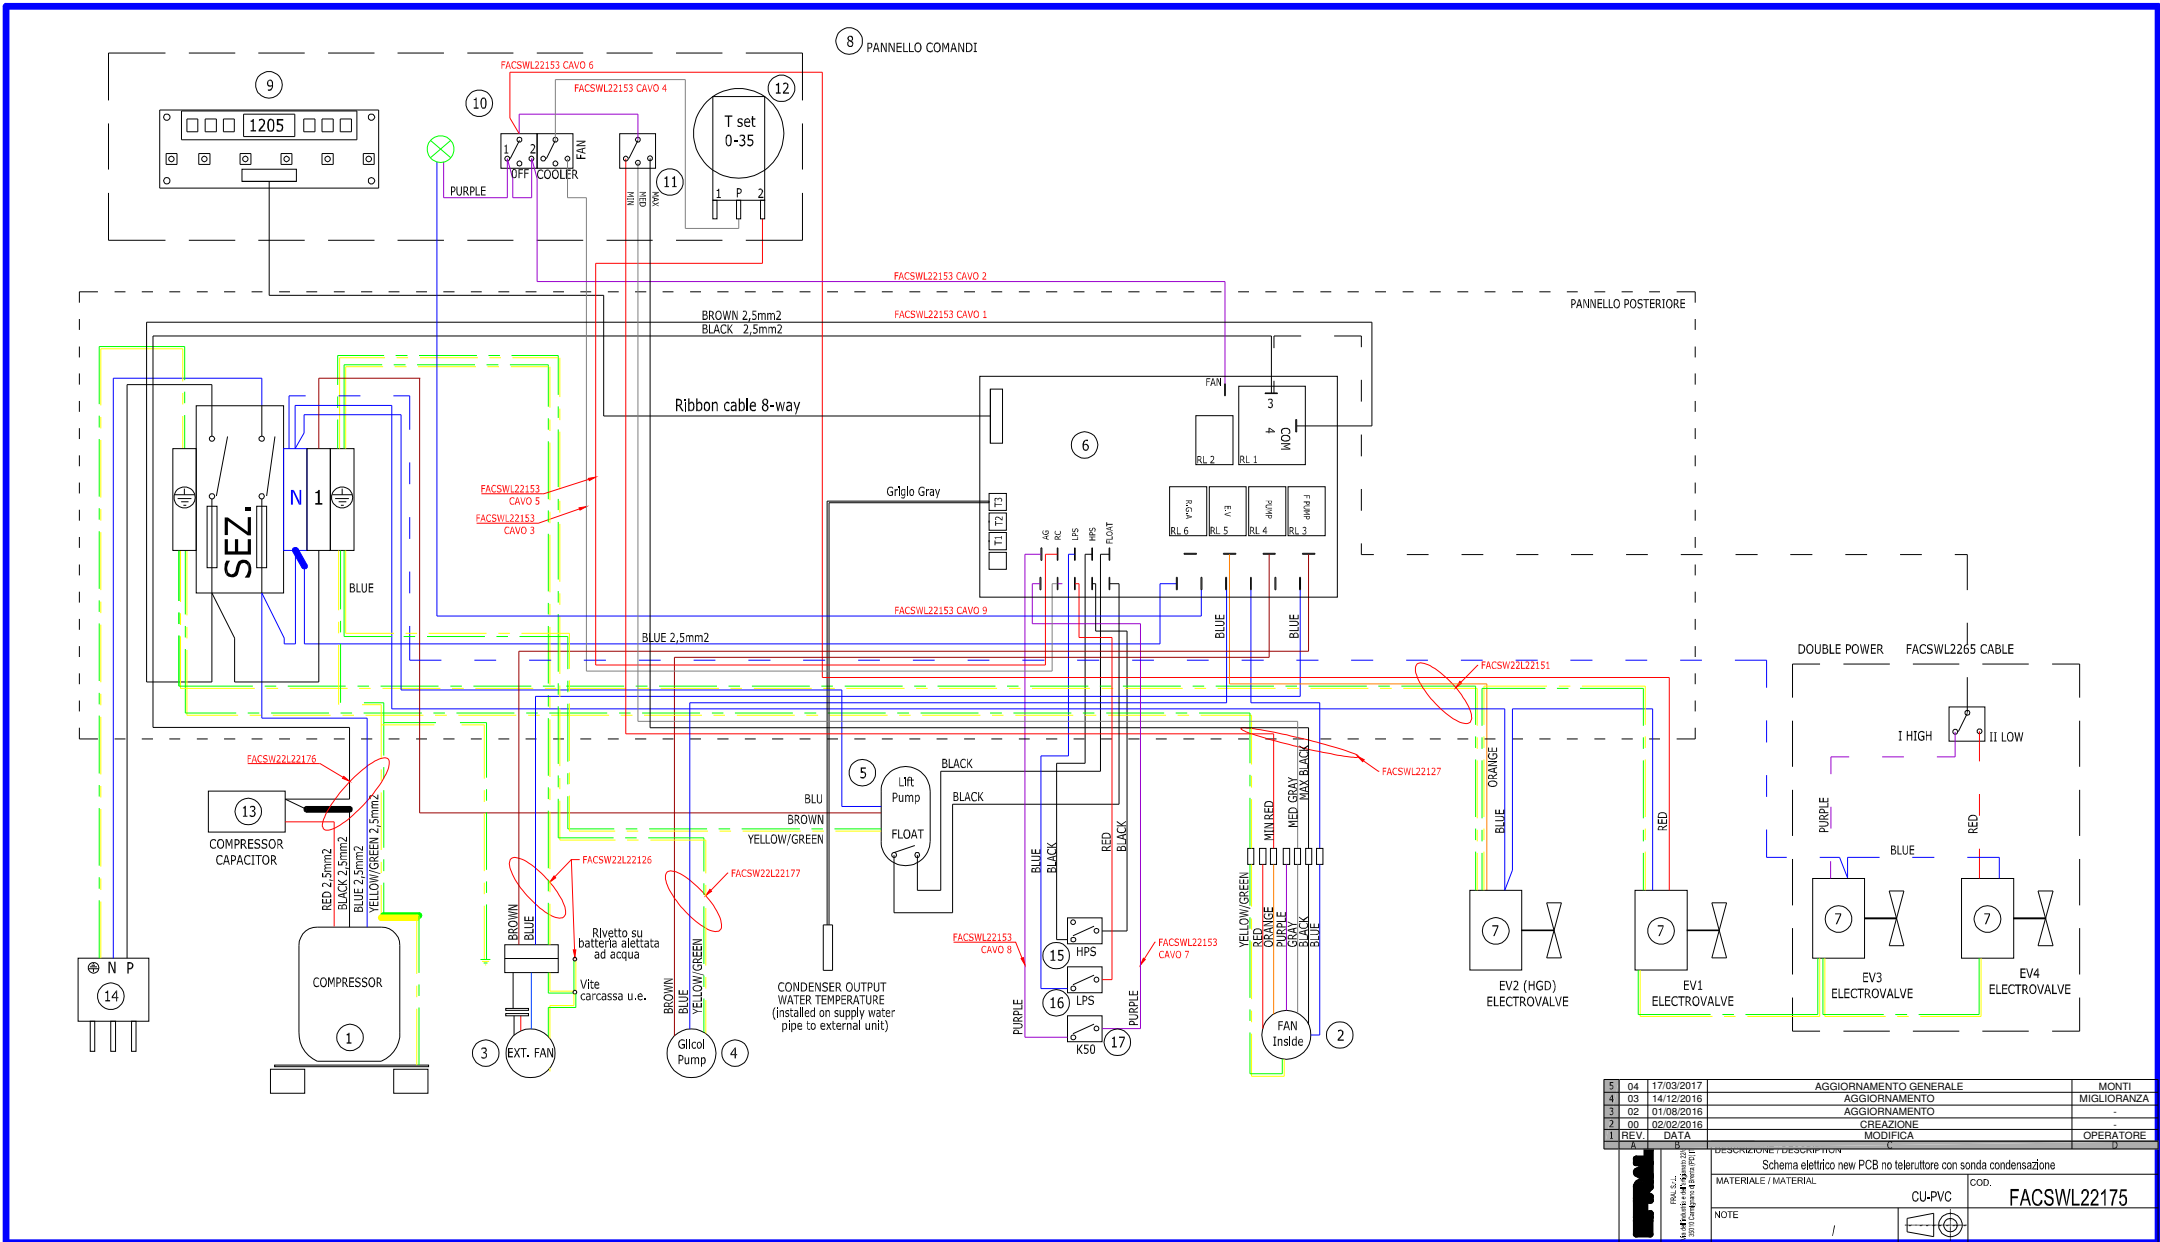 8 PANNELLO COMANDI
FACSWL22153 CAVO 6
FACSWL22153 CAVO 4
9
10
12
1205
T set
0-35
1 2
FAN
OFF COOLER
11
PURPLE
MIN
MED
MAX
1 P 2
FACSWL22153 CAVO 2
PANNELLO POSTERIORE
BROWN 2,5mm2
FACSWL22153 CAVO 1
BLACK 2,5mm2
FAN
3
4
COM
RL 2
RL 1
Ribbon cable 8-way
6
N
1
SEZ.
FACSWL22153
CAVO 5
FACSWL22153
CAVO 3
Grigio Gray
T3
T2
T1
R.G.A
E.V
PUMP
F PUMP
RL 6
RL 5
RL 4
RL 3
AG
RC
LPS
HPS
FLOAT
BLUE
FACSWL22153 CAVO 9
BLUE 2,5mm2
BLUE
BLUE
FACSW22L22151
DOUBLE POWER FACSWL2265 CABLE
I HIGH
II LOW
FACSW22L22176
13
COMPRESSOR
CAPACITOR
RED 2,5mm2
BLACK 2,5mm2
BLUE 2,5mm2
YELLOW/GREEN 2,5mm2
5
Lift
Pump
FLOAT
BLACK
BLACK
BLU
BROWN
YELLOW/GREEN
FACSWL22127
MIN RED
MED GRAY
MAX BLACK
ORANGE
BLUE
RED
PURPLE
RED
BLUE
BLUE
BLACK
RED
BLACK
FACSW22L22126
FACSW22L22177
BROWN
BLUE
Rivetto su
batteria alettata
ad acqua
Vite
carcassa u.e.
BROWN
BLUE
YELLOW/GREEN
YELLOW/GREEN
RED
ORANGE
PURPLE
GRAY
BLACK
BLUE
FACSWL22153
CAVO 8
FACSWL22153
CAVO 7
15
HPS
16
LPS
17
K50
PURPLE
PURPLE
N P
14
COMPRESSOR
1
3
EXT. FAN
Glicol
Pump
4
CONDENSER OUTPUT
WATER TEMPERATURE
(installed on supply water
pipe to external unit)
FAN
Inside
2
7
EV2 (HGD)
ELECTROVALVE
7
EV1
ELECTROVALVE
7
EV3
ELECTROVALVE
7
EV4
ELECTROVALVE
5 04 17/03/2017 AGGIORNAMENTO GENERALE MONTI
4 03 14/12/2016 AGGIORNAMENTO MIGLIORANZA
3 02 01/08/2016 AGGIORNAMENTO -
2 00 02/02/2016 CREAZIONE -
1 REV. DATA MODIFICA OPERATORE
A B C D
DESCRIZIONE / DESCRIPTION
Schema elettrico new PCB no teleruttore con sonda condensazione
MATERIALE / MATERIAL
CU-PVC
COD.
FACSWL22175
NOTE
/
FRAL S.r.l.